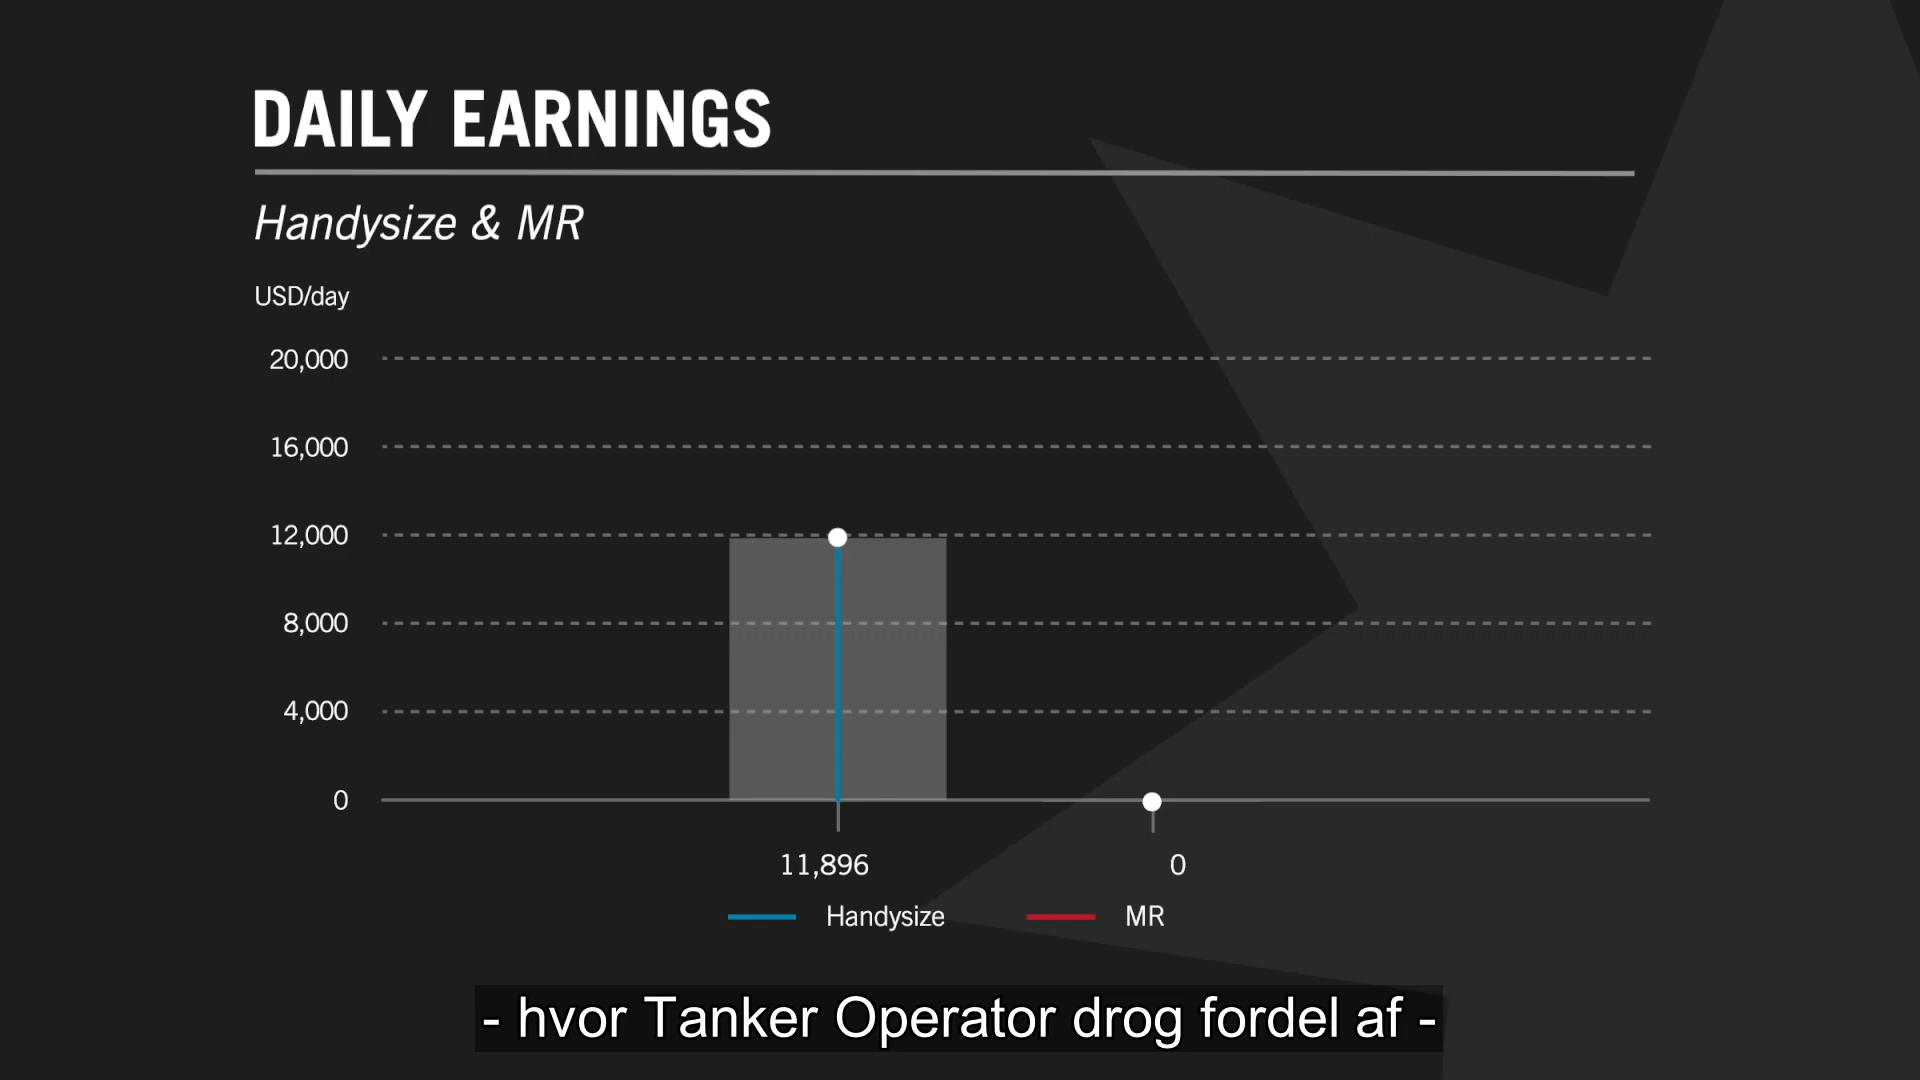 DAILY EARNINGS
Handysize & MR
USD/day
20,000
16,000
12,000
8,000
4,000
0
11,896 0
Handysize MR
- hvor Tanker Operator drog fordel af -